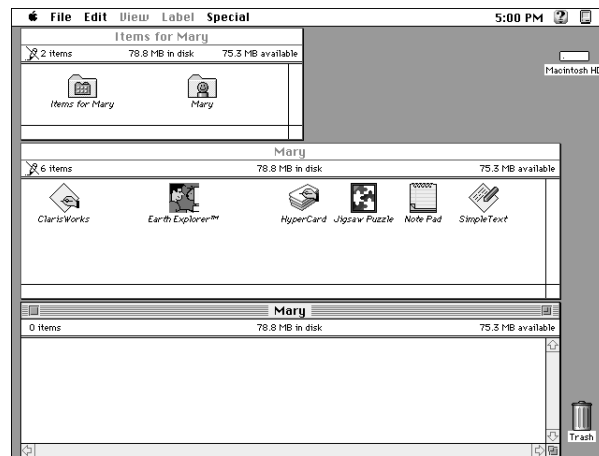 File Edit View Label Special 5:00 PM
Items for Mary
2 items 78.8 MB in disk 75.3 MB available
Macintosh HD
Items for Mary Mary
Mary
6 items 78.8 MB in disk 75.3 MB available
ClarisWorks Earth Explorer™ HyperCard Jigsaw Puzzle Note Pad SimpleText
Mary
0 items 78.8 MB in disk 75.3 MB available
Trash